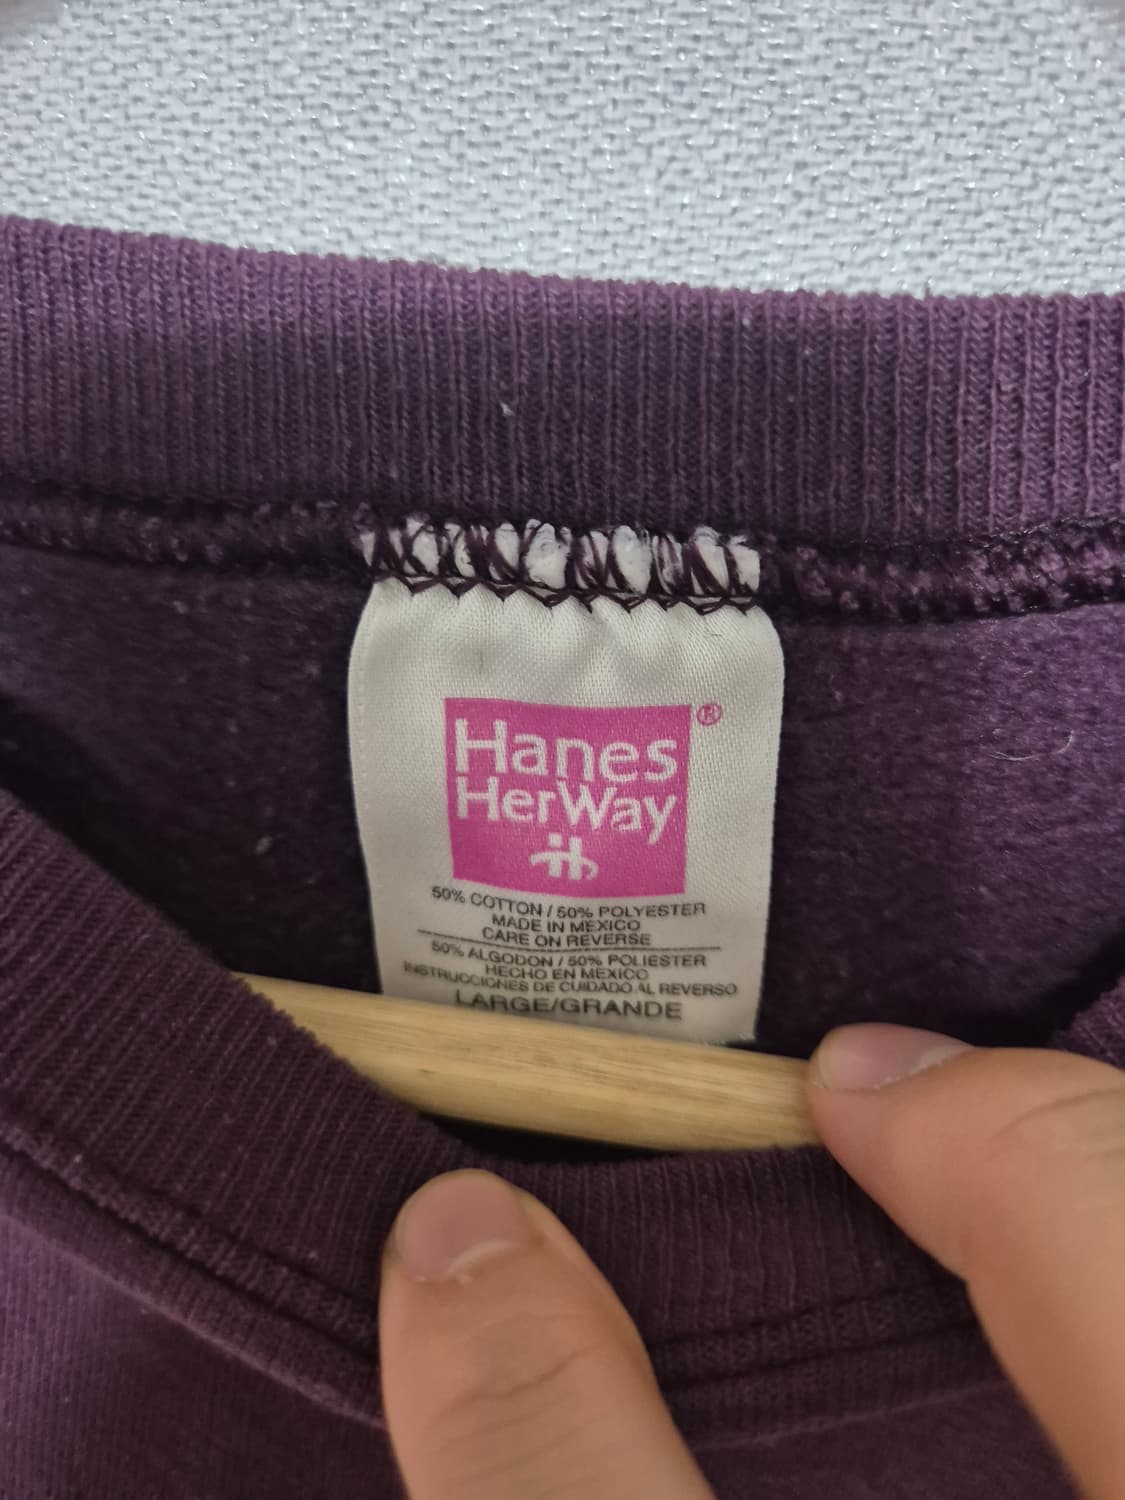 Hanes
HerWay
®
50% COTTON / 50% POLYESTER
MADE IN MEXICO
CARE ON REVERSE
50% ALGODON / 50% POLIESTER
HECHO EN MEXICO
INSTRUCCIONES DE CUIDADO AL REVERSO
LARGE/GRANDE